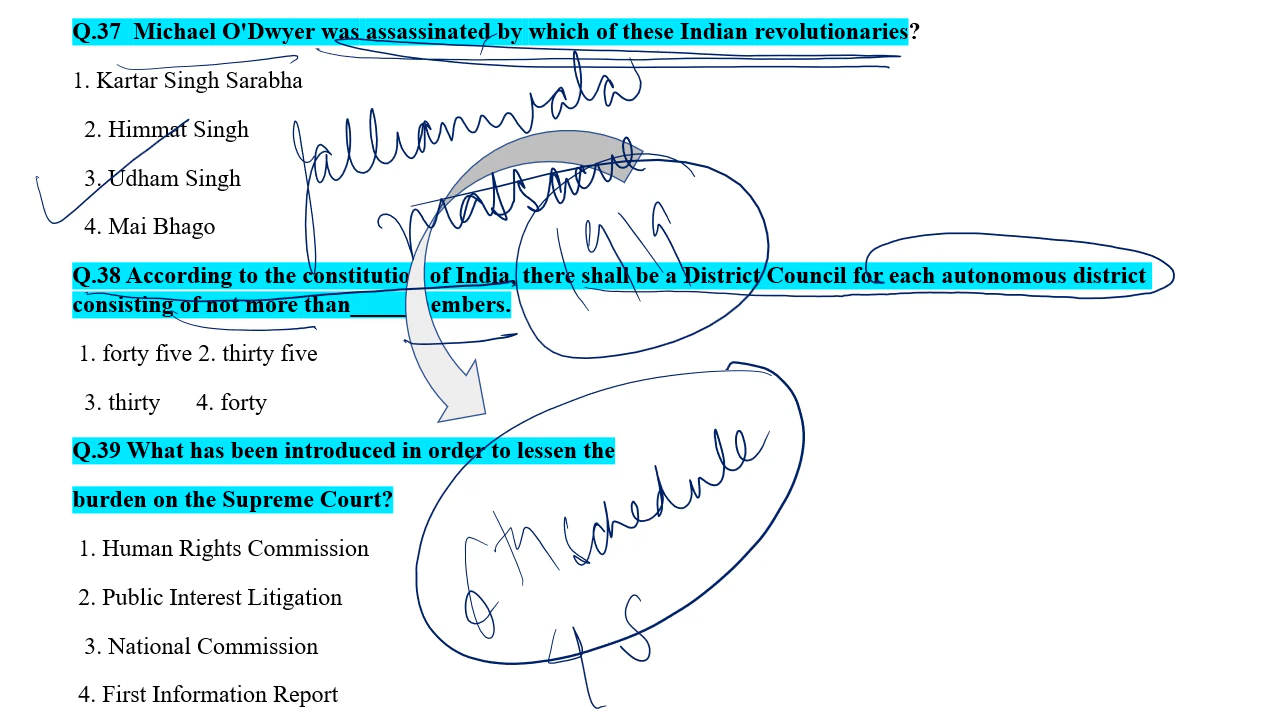 Q.37 Michael O'Dwyer was assassinated by which of these Indian revolutionaries?
1. Kartar Singh Sarabha
2. Himmat Singh
3. Udham Singh
4. Mai Bhago
Jallianwala
massacre
1919
Q.38 According to the constitutio of India, there shall be a District Council for each autonomous district
consisting of not more than______ embers.
1. forty five 2. thirty five
3. thirty 4. forty
Q.39 What has been introduced in order to lessen the
burden on the Supreme Court?
1. Human Rights Commission
2. Public Interest Litigation
3. National Commission
4. First Information Report
6th schedule